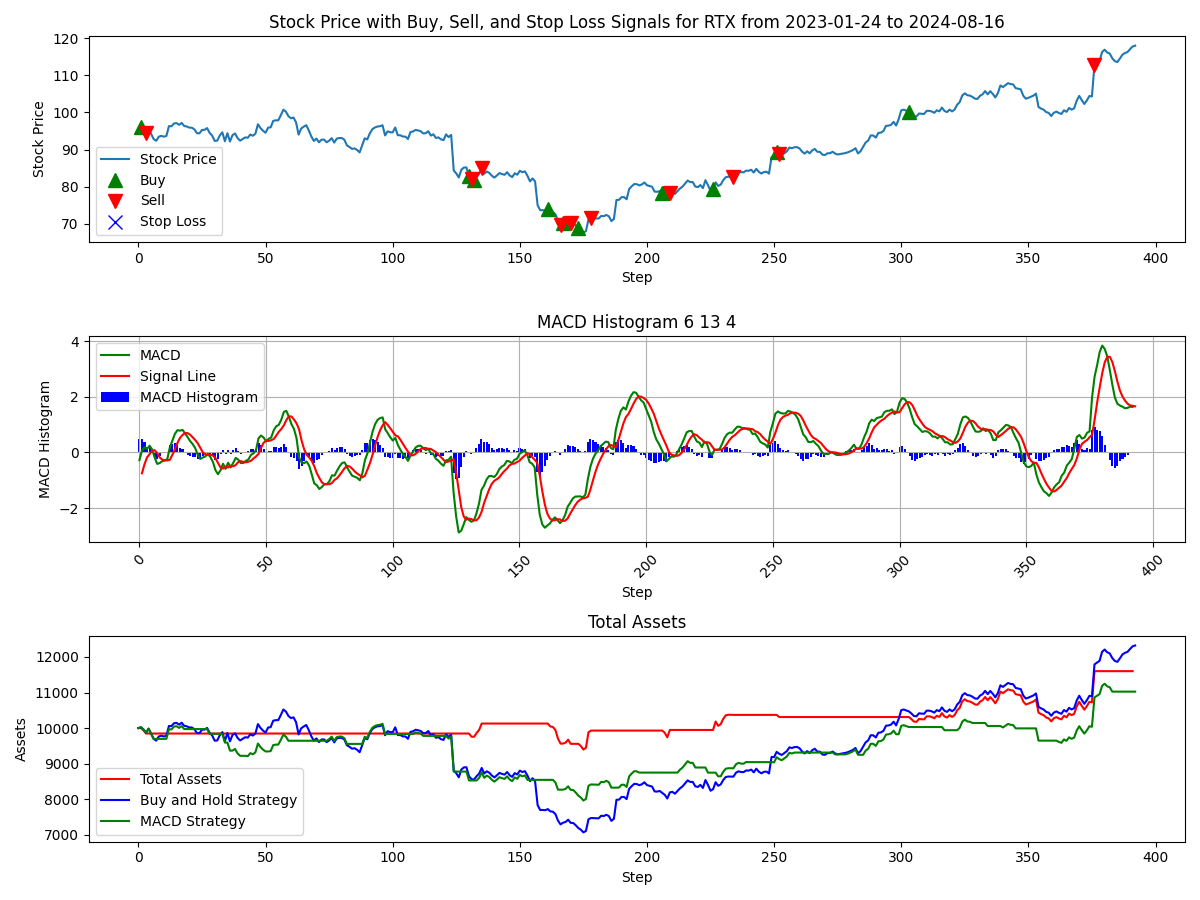 Stock Price with Buy, Sell, and Stop Loss Signals for RTX from 2023-01-24 to 2024-08-16
120
110
100
90
80
70
Stock Price
Stock Price
Buy
Sell
Stop Loss
0 50 100 150 200 250 300 350 400
Step
MACD Histogram 6 13 4
4
2
0
−2
MACD Histogram
MACD
Signal Line
MACD Histogram
0 50 100 150 200 250 300 350 400
Step
Total Assets
12000
11000
10000
9000
8000
7000
Assets
Total Assets
Buy and Hold Strategy
MACD Strategy
0 50 100 150 200 250 300 350 400
Step